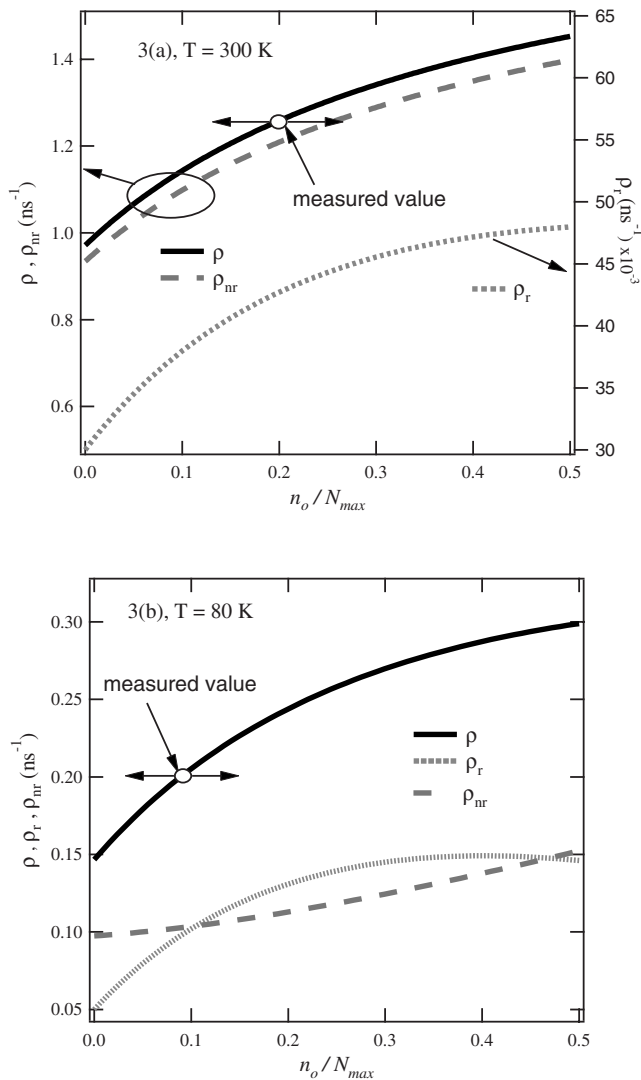 3(a), T = 300 K
1.4
1.2
1.0
0.8
0.6
ρ , ρnr (ns-1)
65
60
55
50
45
40
35
30
ρr (ns-1) x10-3
measured value
ρ
ρnr
ρr
0.0 0.1 0.2 0.3 0.4 0.5
no / Nmax
3(b), T = 80 K
0.30
0.25
0.20
0.15
0.10
0.05
ρ , ρr , ρnr (ns-1)
measured value
ρ
ρr
ρnr
0.0 0.1 0.2 0.3 0.4 0.5
no / Nmax